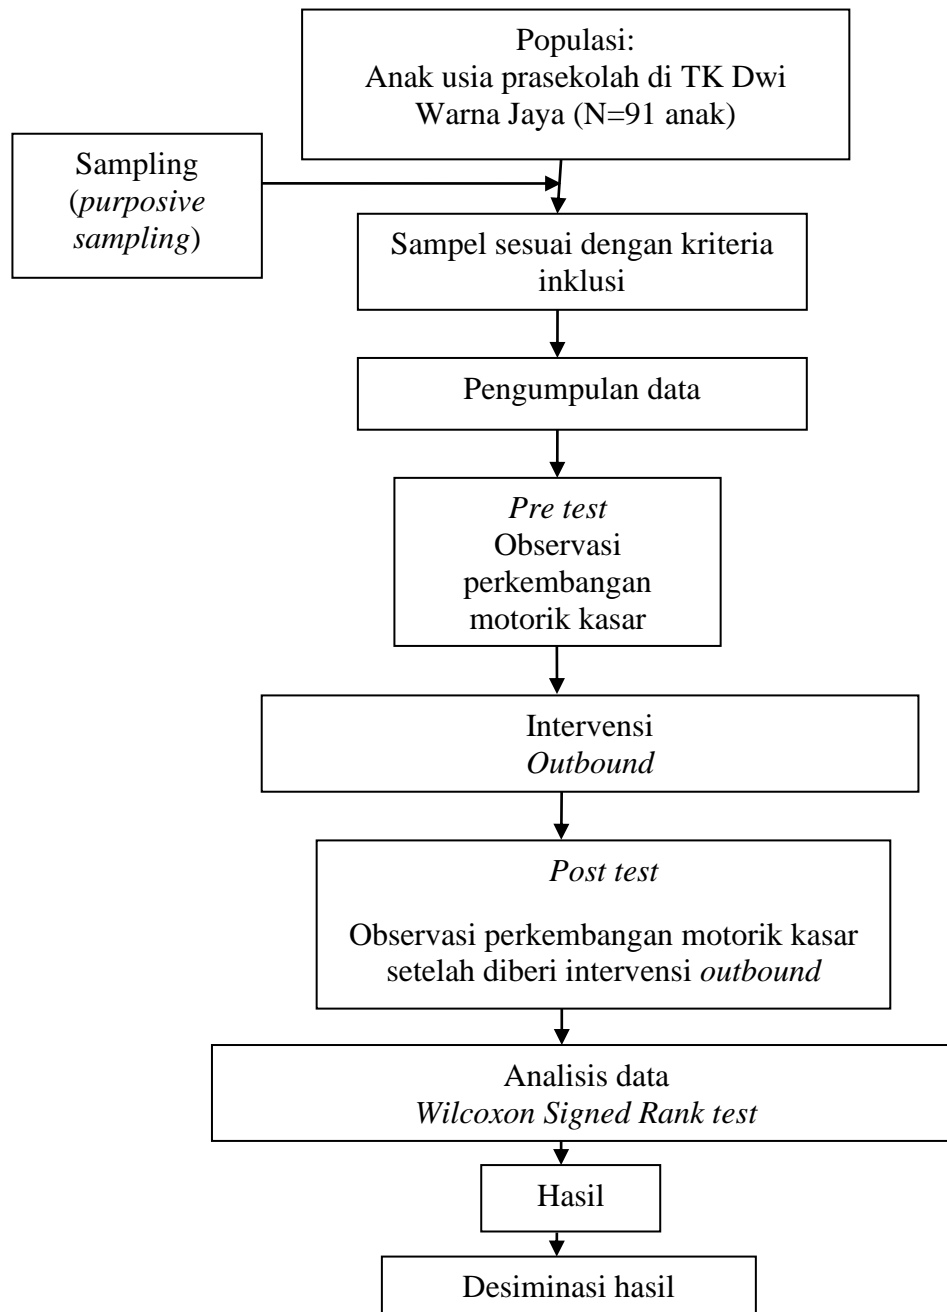 Populasi:
Anak usia prasekolah di TK Dwi
Warna Jaya (N=91 anak)
Sampling
(purposive
sampling)
Sampel sesuai dengan kriteria
inklusi
Pengumpulan data
Pre test
Observasi
perkembangan
motorik kasar
Intervensi
Outbound
Post test
Observasi perkembangan motorik kasar
setelah diberi intervensi outbound
Analisis data
Wilcoxon Signed Rank test
Hasil
Desiminasi hasil